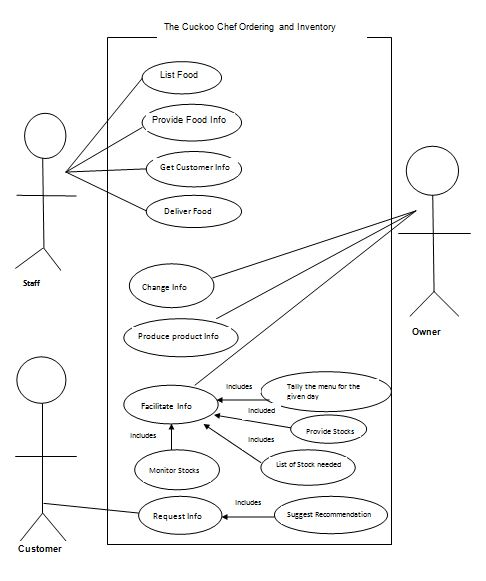 The Cuckoo Chef Ordering and Inventory
List Food
Provide Food Info
Get Customer Info
Deliver Food
Staff
Change Info
Produce product Info
Owner
Facilitate Info
Includes
Tally the menu for the
given day
Included
Provide Stocks
Includes
Includes
List of Stock needed
Monitor Stocks
Request Info
Includes
Suggest Recommendation
Customer